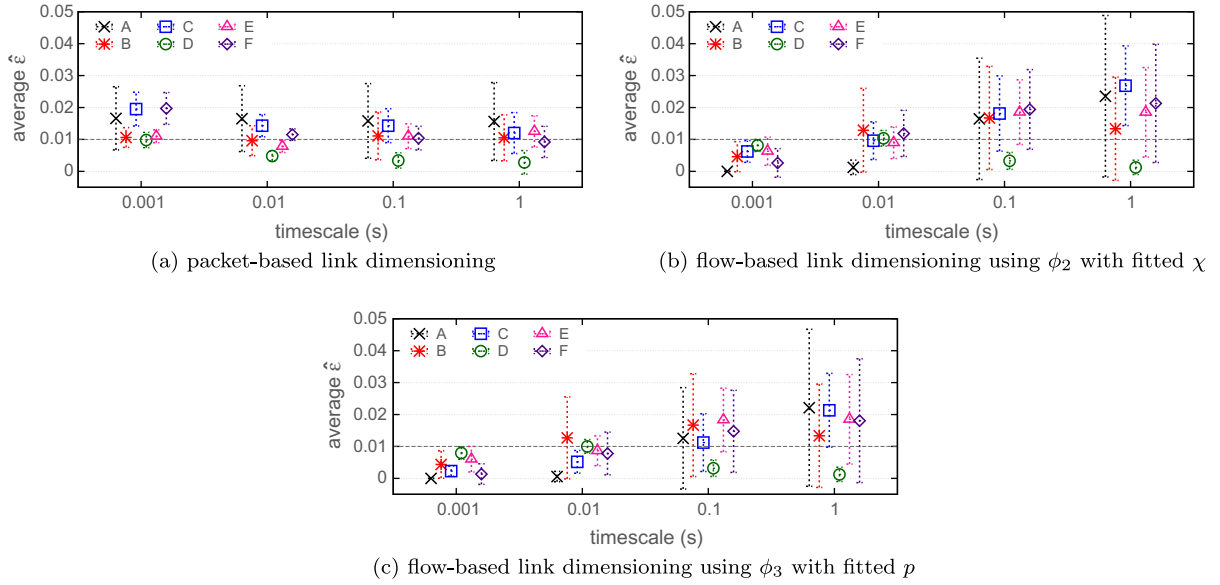 0.05
0.04
0.03
0.02
0.01
0
average ε̂
A C E
B D F
0.001 0.01 0.1 1
timescale (s)
(a) packet-based link dimensioning
0.05
0.04
0.03
0.02
0.01
0
average ε̂
A C E
B D F
0.001 0.01 0.1 1
timescale (s)
(b) flow-based link dimensioning using ϕ₂ with fitted χ
0.05
0.04
0.03
0.02
0.01
0
average ε̂
A C E
B D F
0.001 0.01 0.1 1
timescale (s)
(c) flow-based link dimensioning using ϕ₃ with fitted p